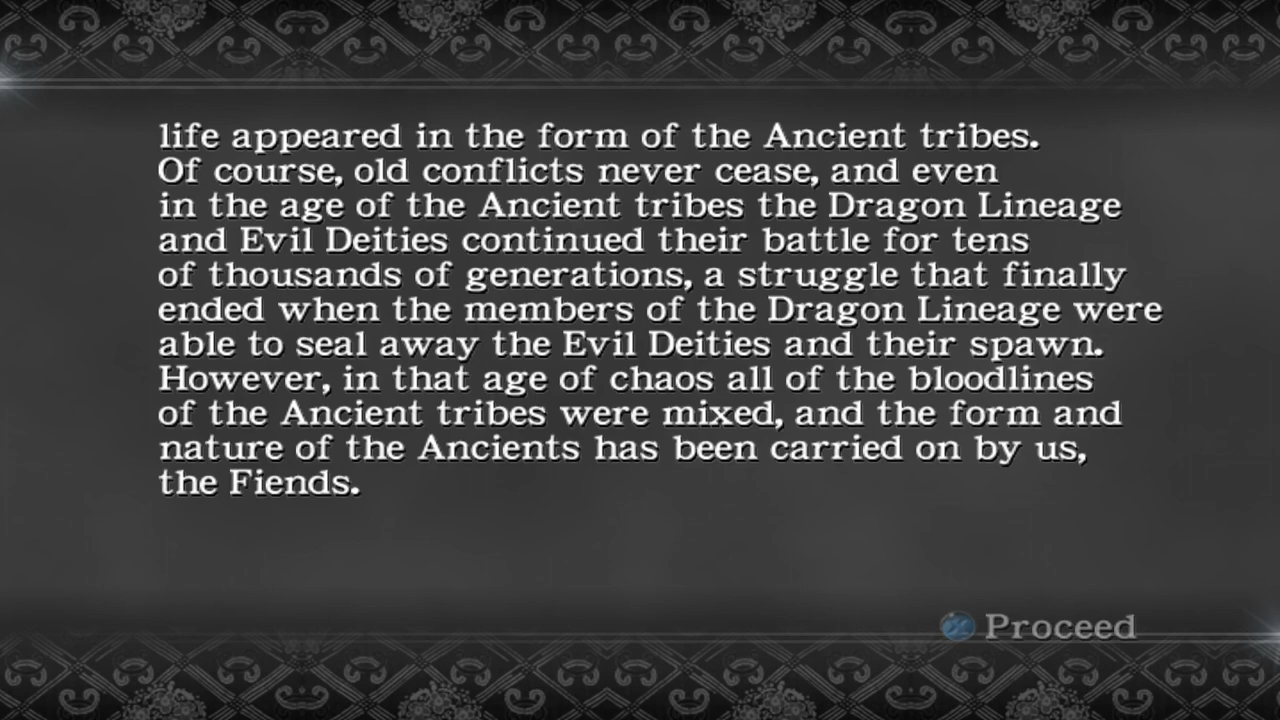 life appeared in the form of the Ancient tribes.
Of course, old conflicts never cease, and even
in the age of the Ancient tribes the Dragon Lineage
and Evil Deities continued their battle for tens
of thousands of generations, a struggle that finally
ended when the members of the Dragon Lineage were
able to seal away the Evil Deities and their spawn.
However, in that age of chaos all of the bloodlines
of the Ancient tribes were mixed, and the form and
nature of the Ancients has been carried on by us,
the Fiends.
Proceed